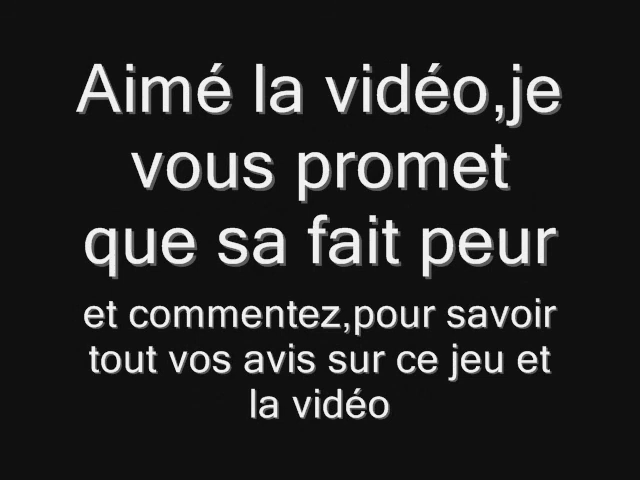 Aimé la vidéo,je
vous promet
que sa fait peur
et commentez,pour savoir
tout vos avis sur ce jeu et
la vidéo